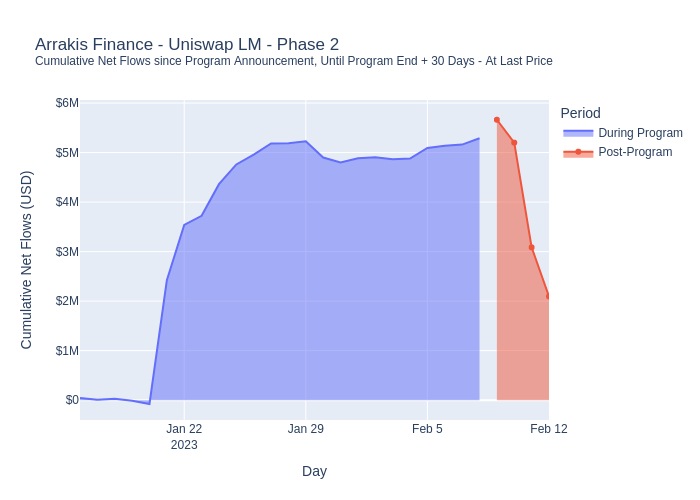 Arrakis Finance - Uniswap LM - Phase 2
Cumulative Net Flows since Program Announcement, Until Program End + 30 Days - At Last Price
Period
During Program
Post-Program
Cumulative Net Flows (USD)
$6M
$5M
$4M
$3M
$2M
$1M
$0
Jan 22
2023
Jan 29
Feb 5
Feb 12
Day